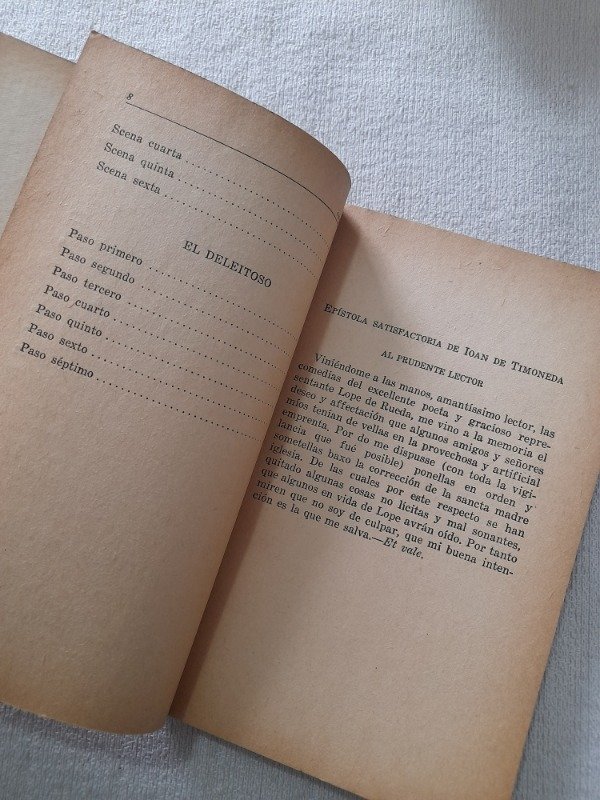 8
Scena cuarta ....................
Scena quinta ....................
Scena sexta ....................
EL DELEITOSO
Paso primero ....................
Paso segundo ....................
Paso tercero ....................
Paso cuarto ....................
Paso quinto ....................
Paso sexto ....................
Paso séptimo ....................
EPÍSTOLA SATISFACTORIA DE IOAN DE TIMONEDA
AL PRUDENTE LECTOR
Viniéndome a las manos, amantíssimo lector, las
comedias del excellente poeta y gracioso repre-
sentante Lope de Rueda, me vino a la memoria el
deseo y affectación que algunos amigos y señores
míos tenían de vellas en la provechosa y artificial
emprenta. Por do me dispusse (con toda la vigi-
lancia que fué posible) ponellas en orden y
sometellas baxo la corrección de la sancta madre
iglesia. De las cuales por este respecto se han
quitado algunas cosas no lícitas y mal sonantes,
que algunos en vida de Lope avrán oído. Por tanto
miren que no soy de culpar, que mi buena inten-
ción es la que me salva.—Et vale.